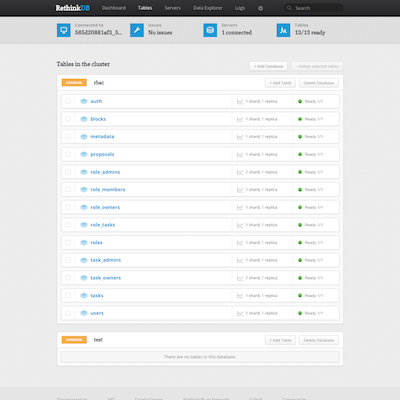 RethinkDB Dashboard Tables Servers Data Explorer Logs Search
Connected to Issues Servers Tables
585d20881af3_5... No issues 1 connected 13/13 ready
Tables in the cluster + Add Database Delete selected tables
DATABASE rbac + Add Table Delete Database
auth 1 shard, 1 replica Ready 1/1
blocks 1 shard, 1 replica Ready 1/1
metadata 1 shard, 1 replica Ready 1/1
proposals 1 shard, 1 replica Ready 1/1
role_admins 1 shard, 1 replica Ready 1/1
role_members 1 shard, 1 replica Ready 1/1
role_owners 1 shard, 1 replica Ready 1/1
role_tasks 1 shard, 1 replica Ready 1/1
roles 1 shard, 1 replica Ready 1/1
task_admins 1 shard, 1 replica Ready 1/1
task_owners 1 shard, 1 replica Ready 1/1
tasks 1 shard, 1 replica Ready 1/1
users 1 shard, 1 replica Ready 1/1
DATABASE test + Add Table Delete Database
There are no tables in this database.